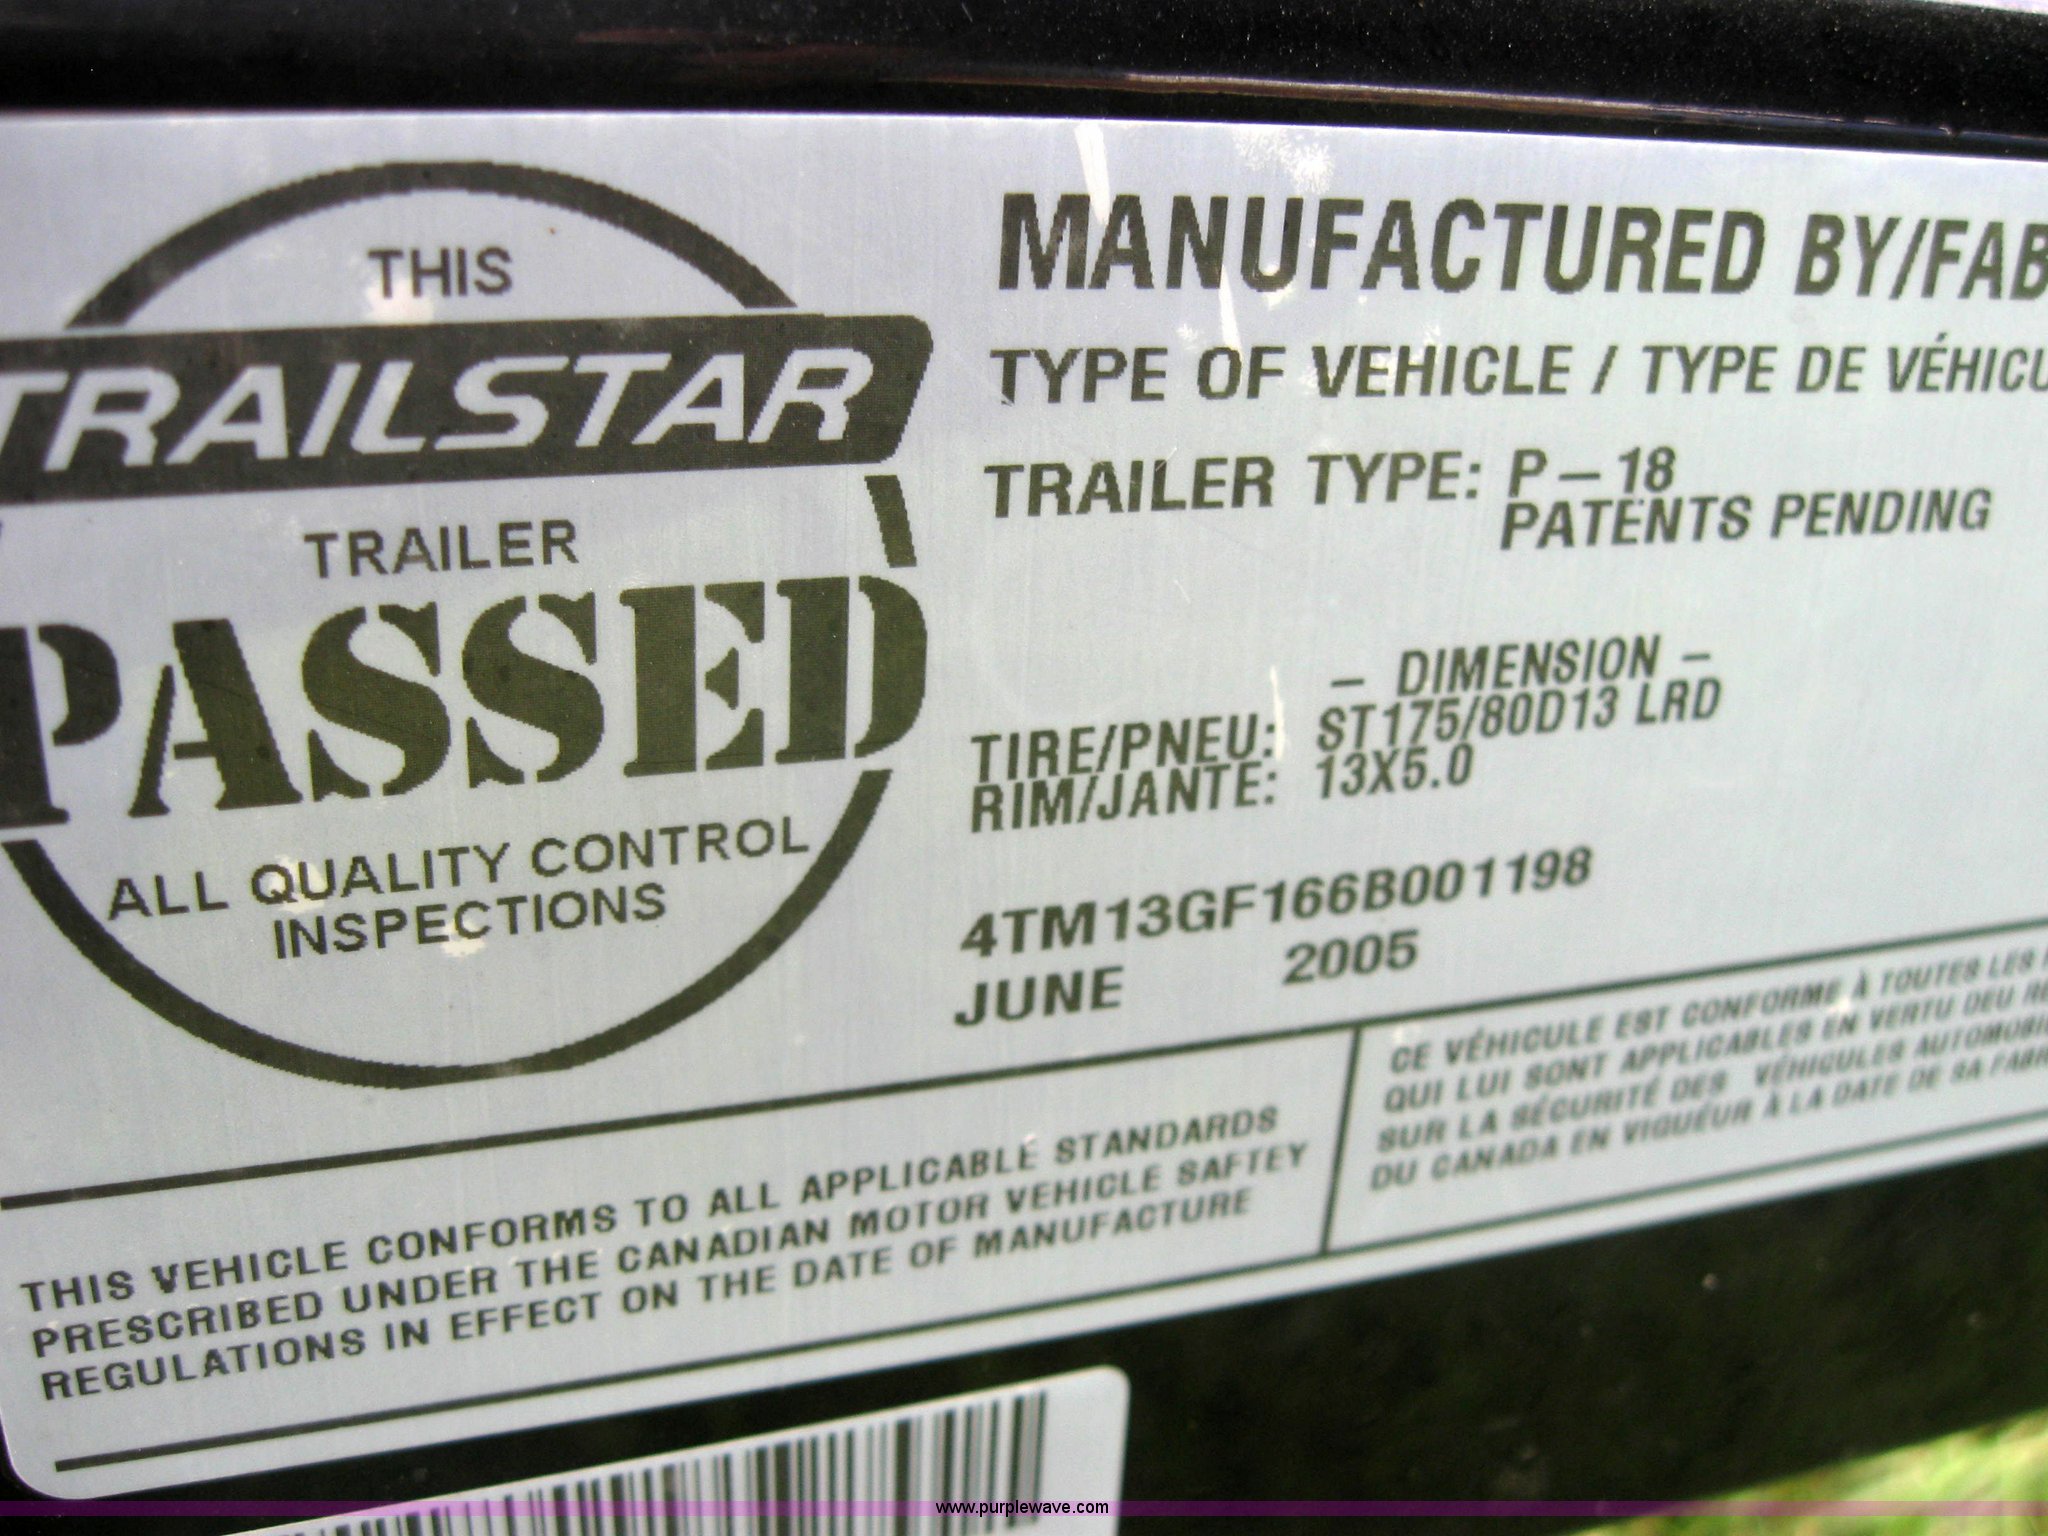 THIS
TRAILSTAR
TRAILER
PASSED
ALL QUALITY CONTROL
INSPECTIONS
MANUFACTURED BY/FAB
TYPE OF VEHICLE / TYPE DE VÉHICU
TRAILER TYPE: P-18
PATENTS PENDING
- DIMENSION -
TIRE/PNEU: ST175/80D13 LRD
RIM/JANTE: 13X5.0
4TM13GF166B001198
JUNE 2005
THIS VEHICLE CONFORMS TO ALL APPLICABLE STANDARDS
PRESCRIBED UNDER THE CANADIAN MOTOR VEHICLE SAFTEY
REGULATIONS IN EFFECT ON THE DATE OF MANUFACTURE
CE VÉHICULE EST CONFORME À TOUTES LES
QUI LUI SONT APPLICABLES EN VERTU DEU RE
SUR LA SÉCURITÉ DES VÉHICULES AUTOMOBI
DU CANADA EN VIGUÉUR À LA DATE DE SA FABR
www.purplewave.com